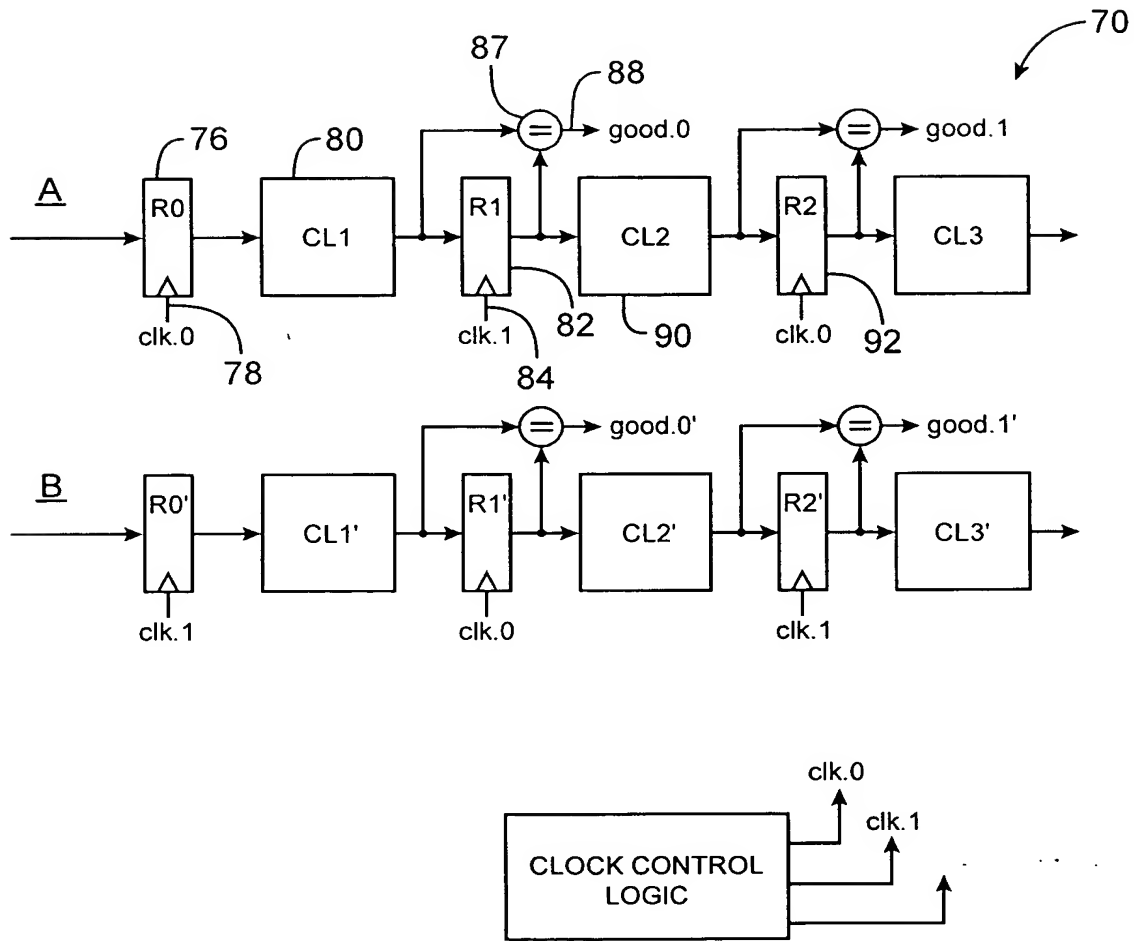 70
87
88
good.0
good.1
76
80
A
R0
CL1
R1
CL2
R2
CL3
clk.0
78
clk.1
84
82
90
clk.0
92
good.0'
good.1'
B
R0'
CL1'
R1'
CL2'
R2'
CL3'
clk.1
clk.0
clk.1
clk.0
clk.1
CLOCK CONTROL
LOGIC